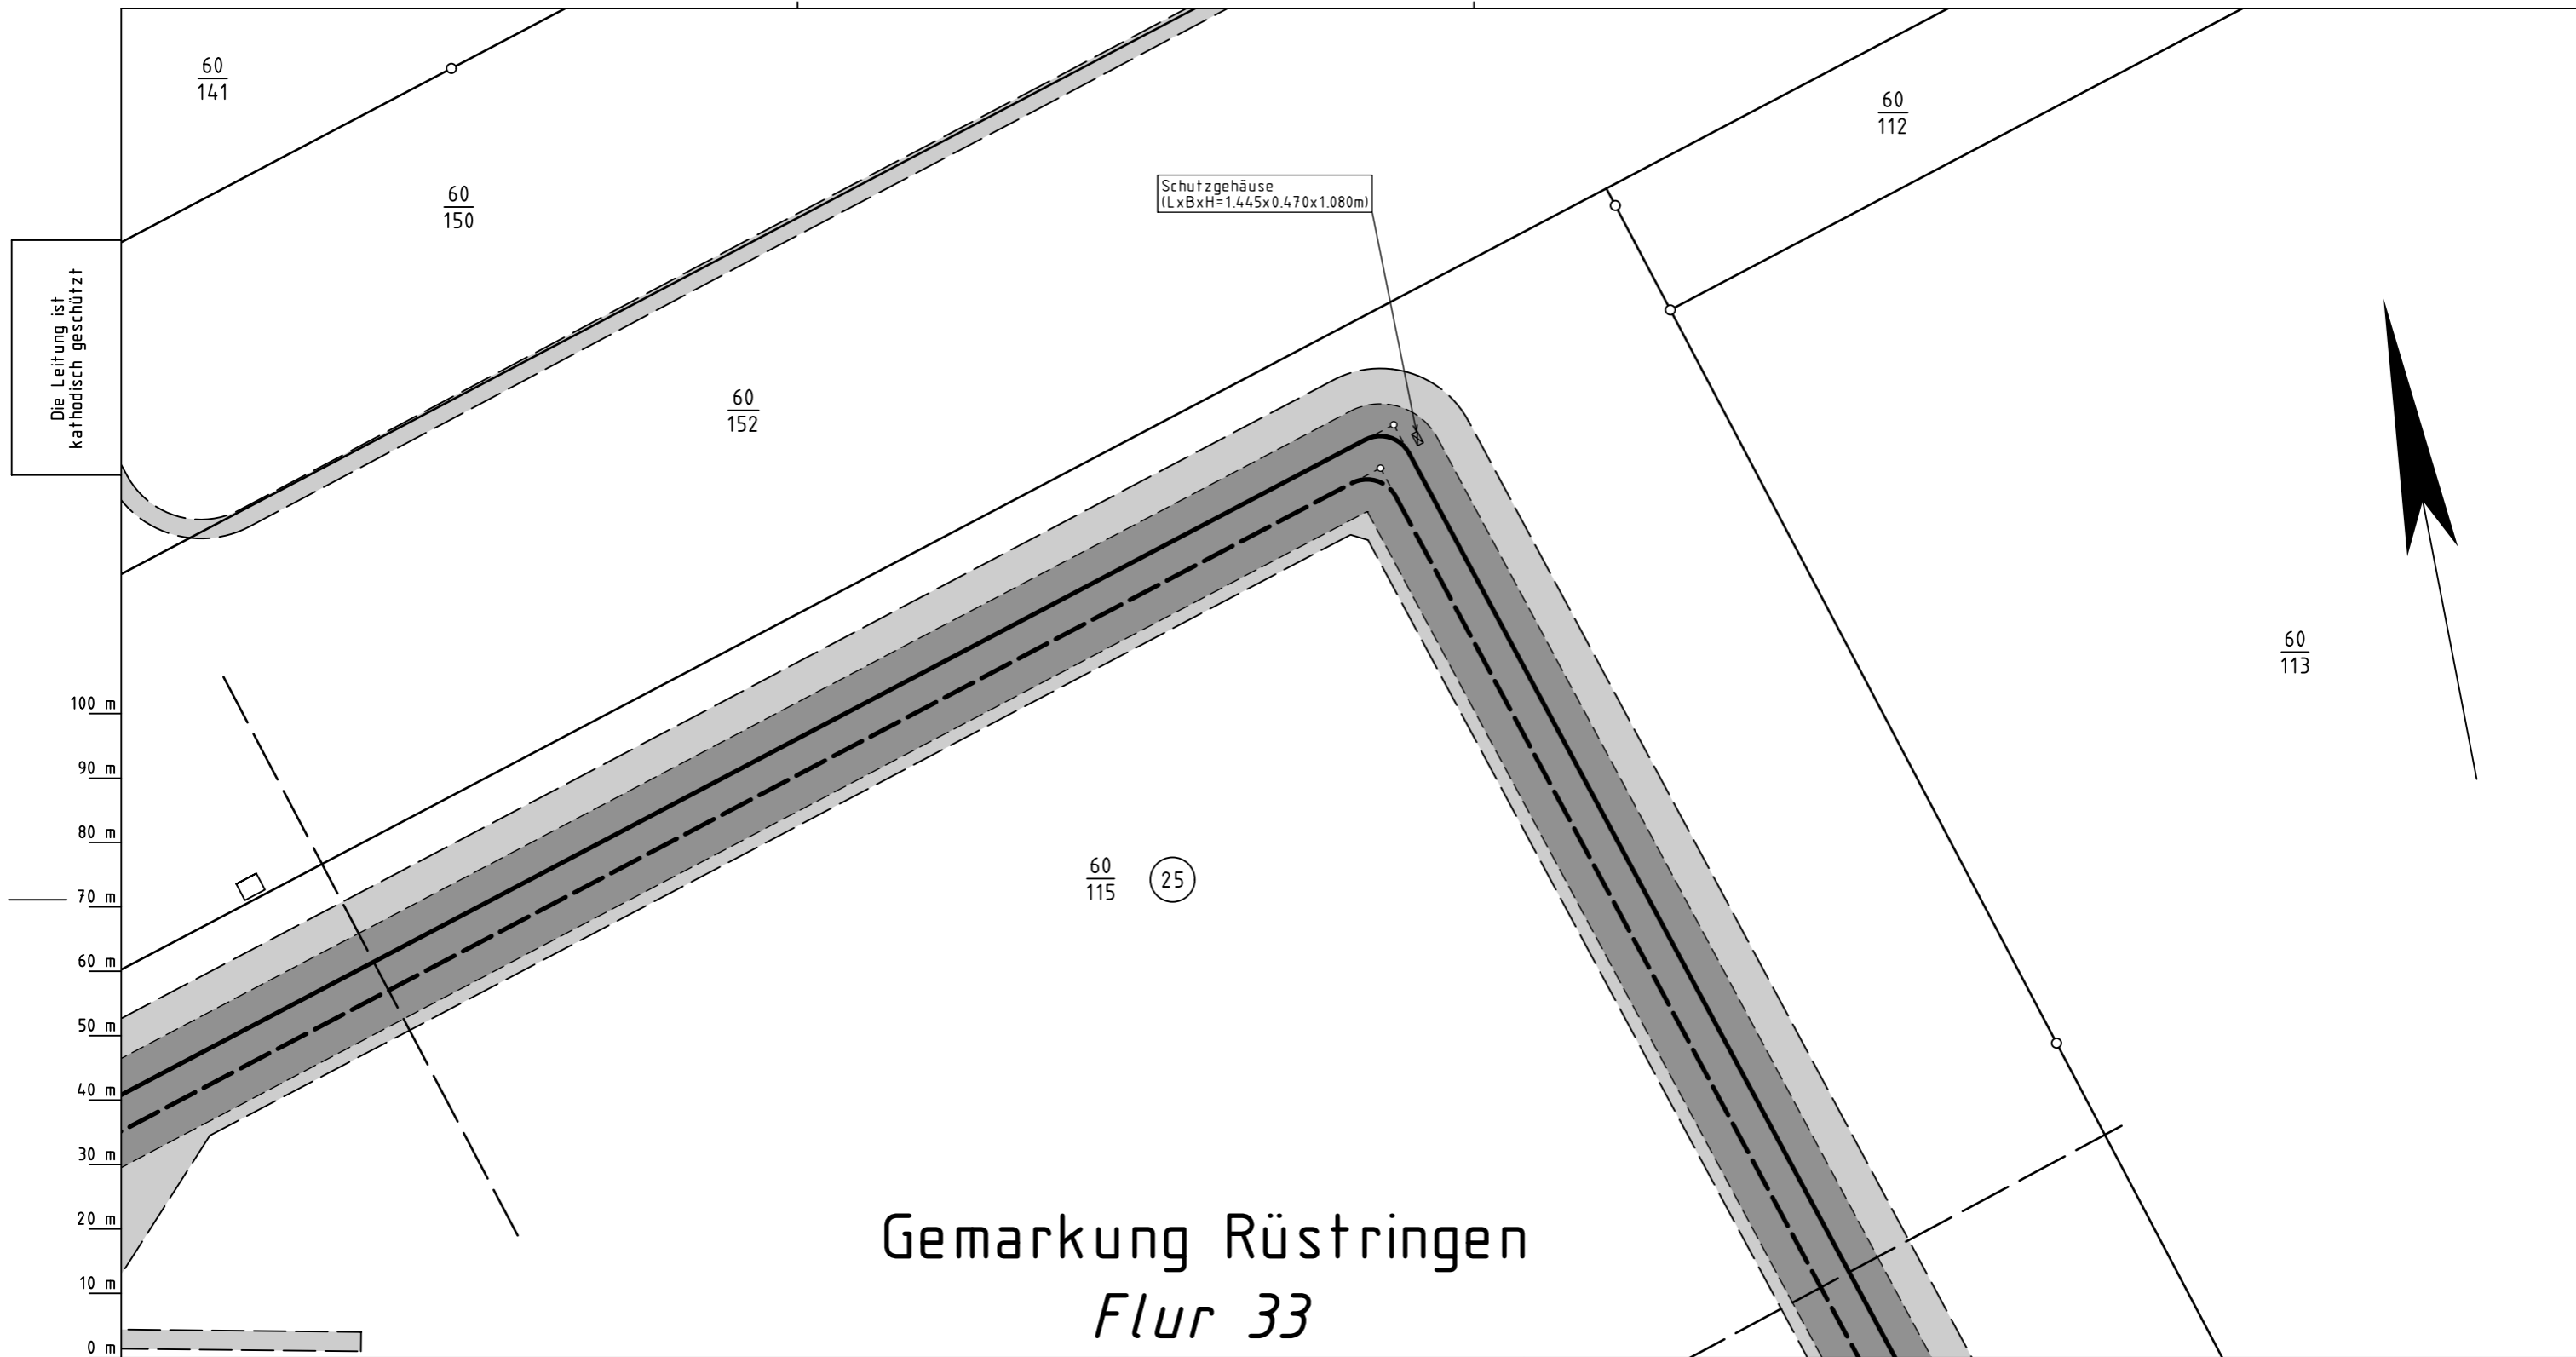 60
141
60
150
60
112
Schutzgehäuse
(LxBxH=1.445x0.470x1.080m)
Die Leitung ist
kathodisch geschützt
60
152
60
113
100 m
90 m
80 m
70 m
60 m
50 m
40 m
30 m
20 m
10 m
0 m
60
115
25
Gemarkung Rüstringen
Flur 33